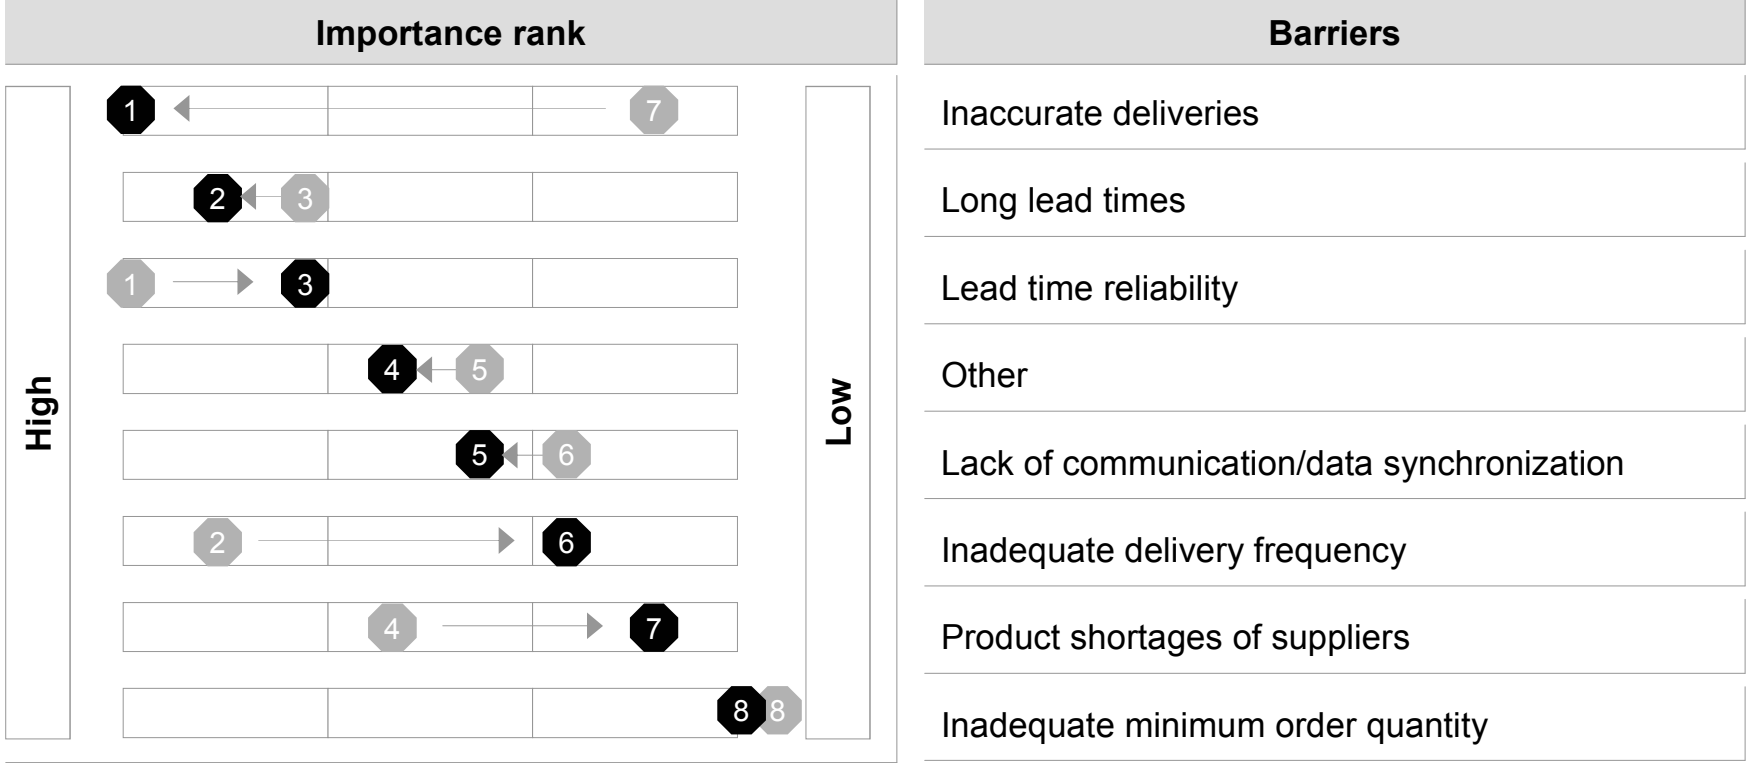 Importance rank
Barriers
High
Low
1 7 Inaccurate deliveries
2 3 Long lead times
1 3 Lead time reliability
4 5 Other
5 6 Lack of communication/data synchronization
2 6 Inadequate delivery frequency
4 7 Product shortages of suppliers
8 8 Inadequate minimum order quantity